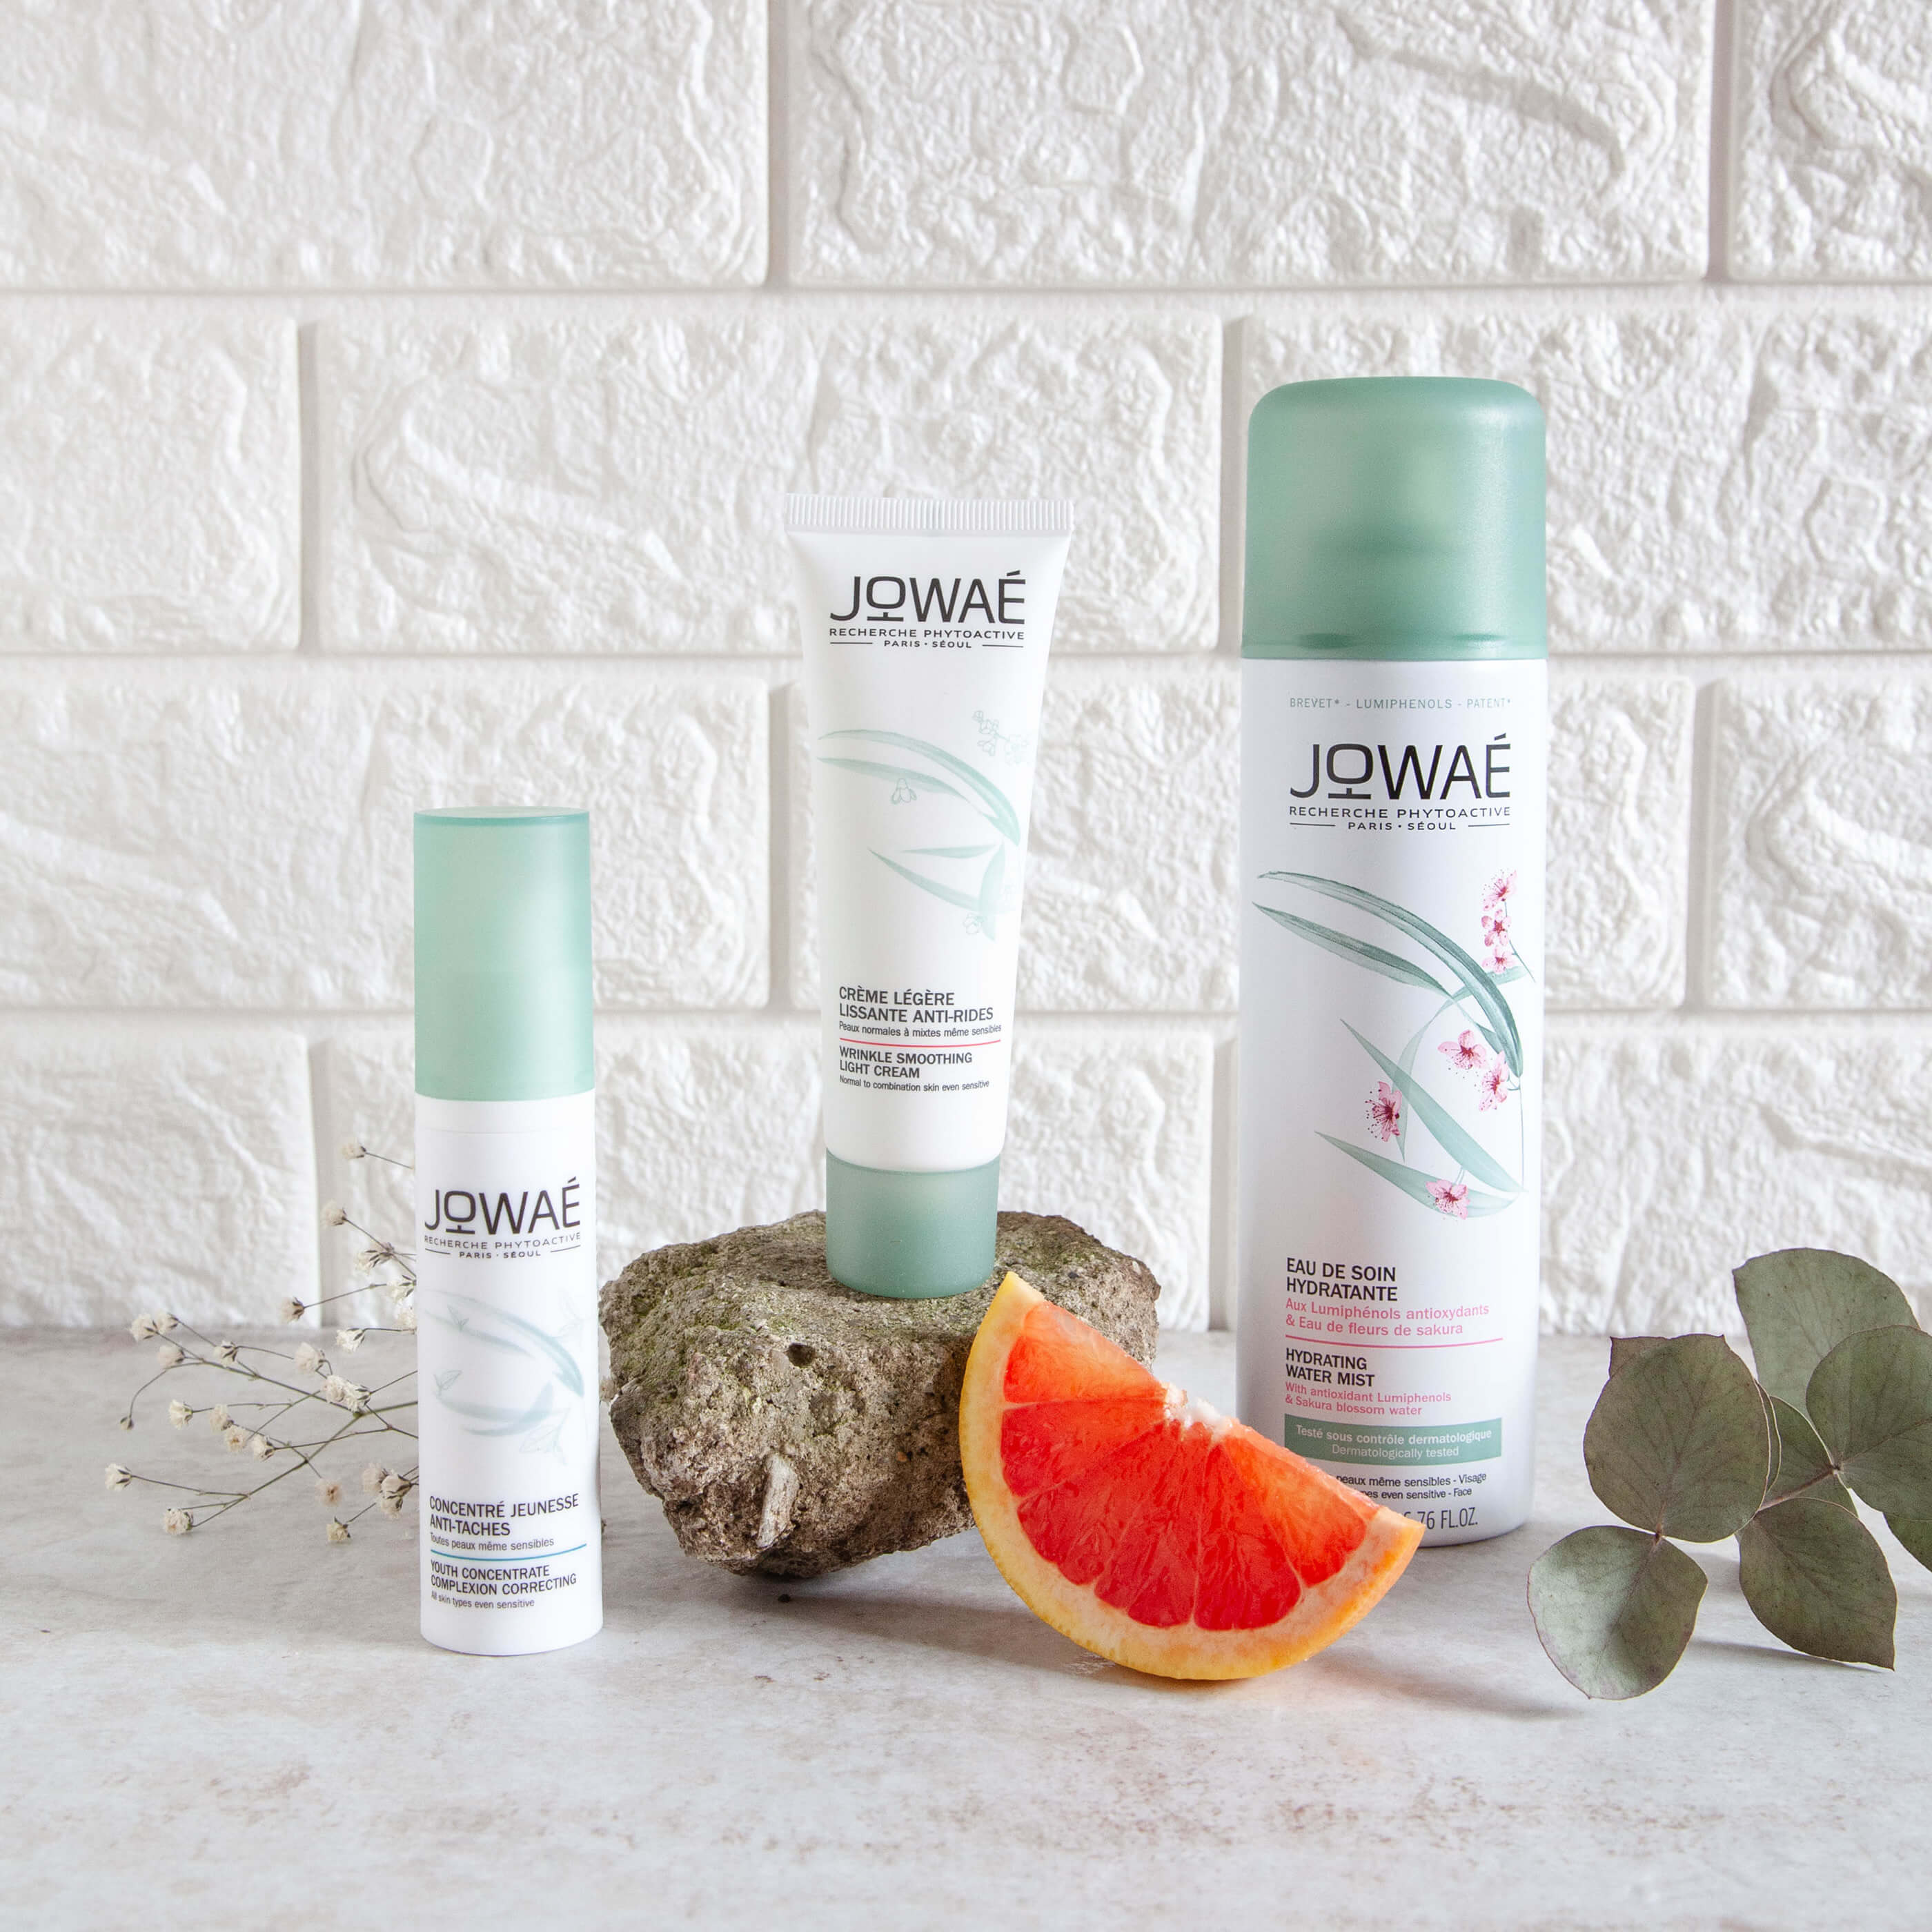 JOWAÉ
RECHERCHE PHYTOACTIVE
PARIS · SÉOUL
CONCENTRÉ JEUNESSE
ANTI-TACHES
Toutes peaux même sensibles
YOUTH CONCENTRATE
COMPLEXION CORRECTING
All skin types even sensitive
JOWAÉ
RECHERCHE PHYTOACTIVE
PARIS · SÉOUL
CRÈME LÉGÈRE
LISSANTE ANTI-RIDES
Peaux normales à mixtes même sensibles
WRINKLE SMOOTHING
LIGHT CREAM
Normal to combination skin even sensitive
BREVET* - LUMIPHENOLS - PATENT*
JOWAÉ
RECHERCHE PHYTOACTIVE
PARIS · SÉOUL
EAU DE SOIN
HYDRATANTE
Aux Lumiphénols antioxydants
& Eau de fleurs de sakura
HYDRATING
WATER MIST
With antioxidant Lumiphenols
& Sakura blossom water
Testé sous contrôle dermatologique
Dermatologically tested
peaux même sensibles - Visage
even sensitive - Face
76 FL.OZ.